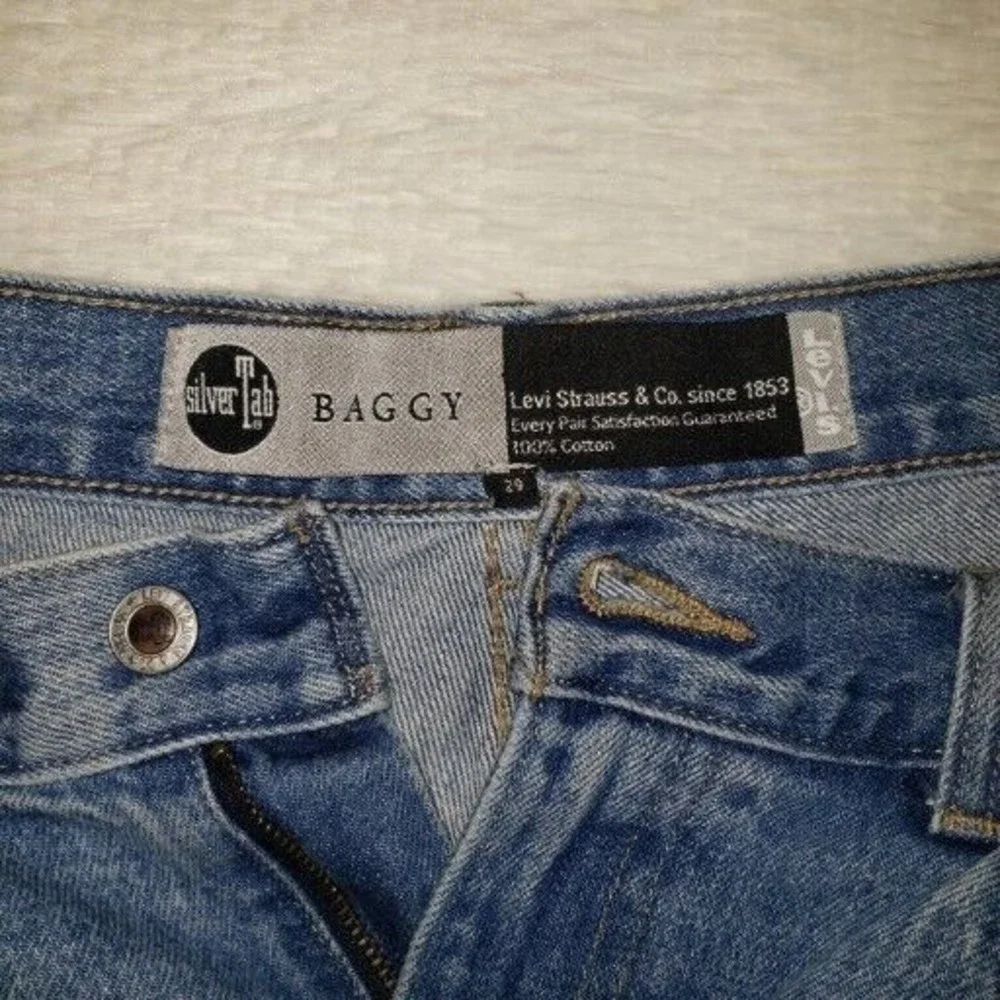 silverTab
BAGGY
Levi Strauss & Co. since 1853
Every Pair Satisfaction Guaranteed
100% Cotton
LEVI'S
®
29